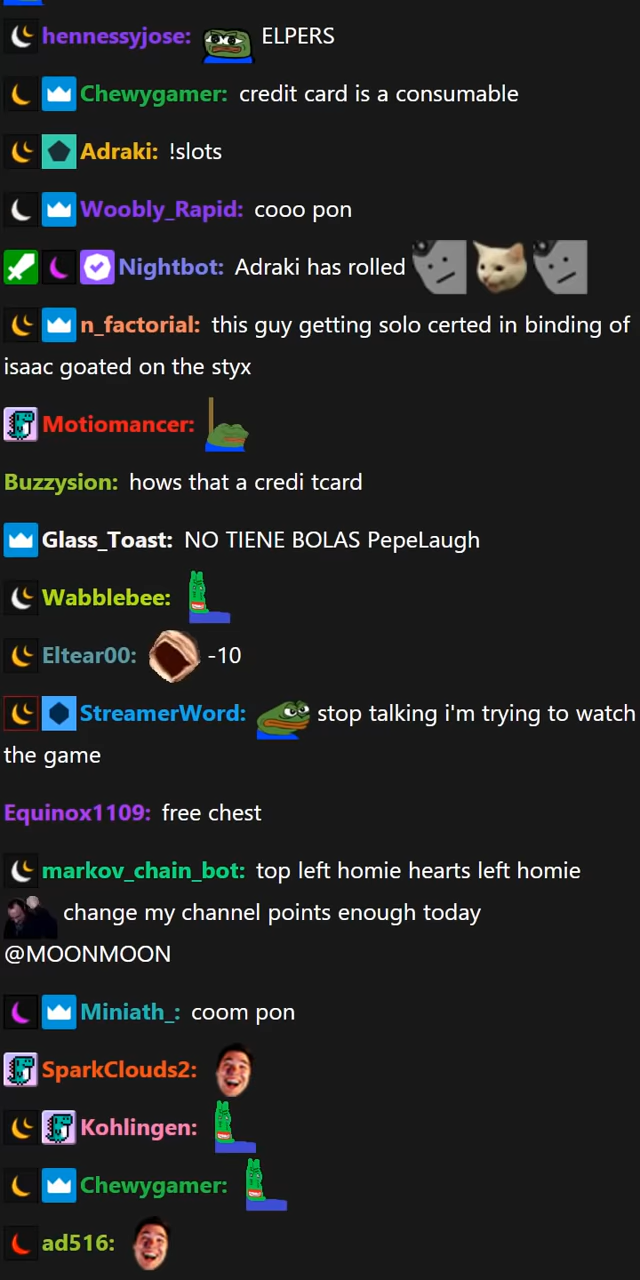 hennessyjose: ELPERS
Chewygamer: credit card is a consumable
Adraki: !slots
Woobly_Rapid: cooo pon
Nightbot: Adraki has rolled
n_factorial: this guy getting solo certed in binding of
isaac goated on the styx
Motiomancer:
Buzzysion: hows that a credi tcard
Glass_Toast: NO TIENE BOLAS PepeLaugh
Wabblebee:
Eltear00: -10
StreamerWord: stop talking i'm trying to watch
the game
Equinox1109: free chest
markov_chain_bot: top left homie hearts left homie
change my channel points enough today
@MOONMOON
Miniath_: coom pon
SparkClouds2:
Kohlingen:
Chewygamer:
ad516: